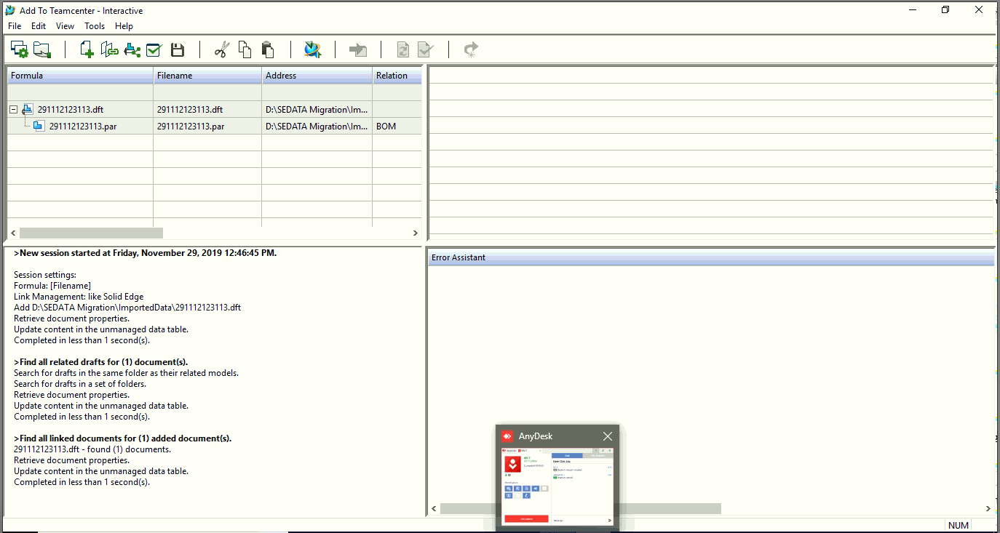 Add To Teamcenter - Interactive
File Edit View Tools Help
Formula Filename Address Relation
291112123113.dft 291112123113.dft D:\SEDATA Migration\Im...
291112123113.par 291112123113.par D:\SEDATA Migration\Im... BOM
>New session started at Friday, November 29, 2019 12:46:45 PM.
Session settings:
Formula: [Filename]
Link Management: like Solid Edge
Add D:\SEDATA Migration\ImportedData\291112123113.dft
Retrieve document properties.
Update content in the unmanaged data table.
Completed in less than 1 second(s).
>Find all related drafts for (1) document(s).
Search for drafts in the same folder as their related models.
Search for drafts in a set of folders.
Retrieve document properties.
Update content in the unmanaged data table.
Completed in less than 1 second(s).
>Find all linked documents for (1) added document(s).
291112123113.dft - found (1) documents.
Retrieve document properties.
Update content in the unmanaged data table.
Completed in less than 1 second(s).
Error Assistant
AnyDesk
NUM